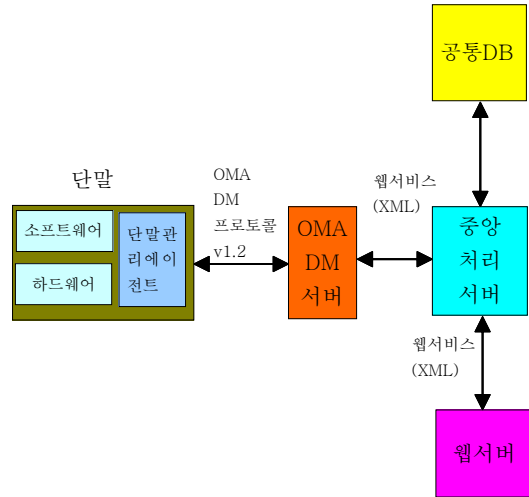 공통DB
단말
OMA
DM
프로토콜
v1.2
웹서비스
(XML)
소프트웨어
하드웨어
단말관
리에이
전트
OMA
DM
서버
중앙
처리
서버
웹서비스
(XML)
웹서버